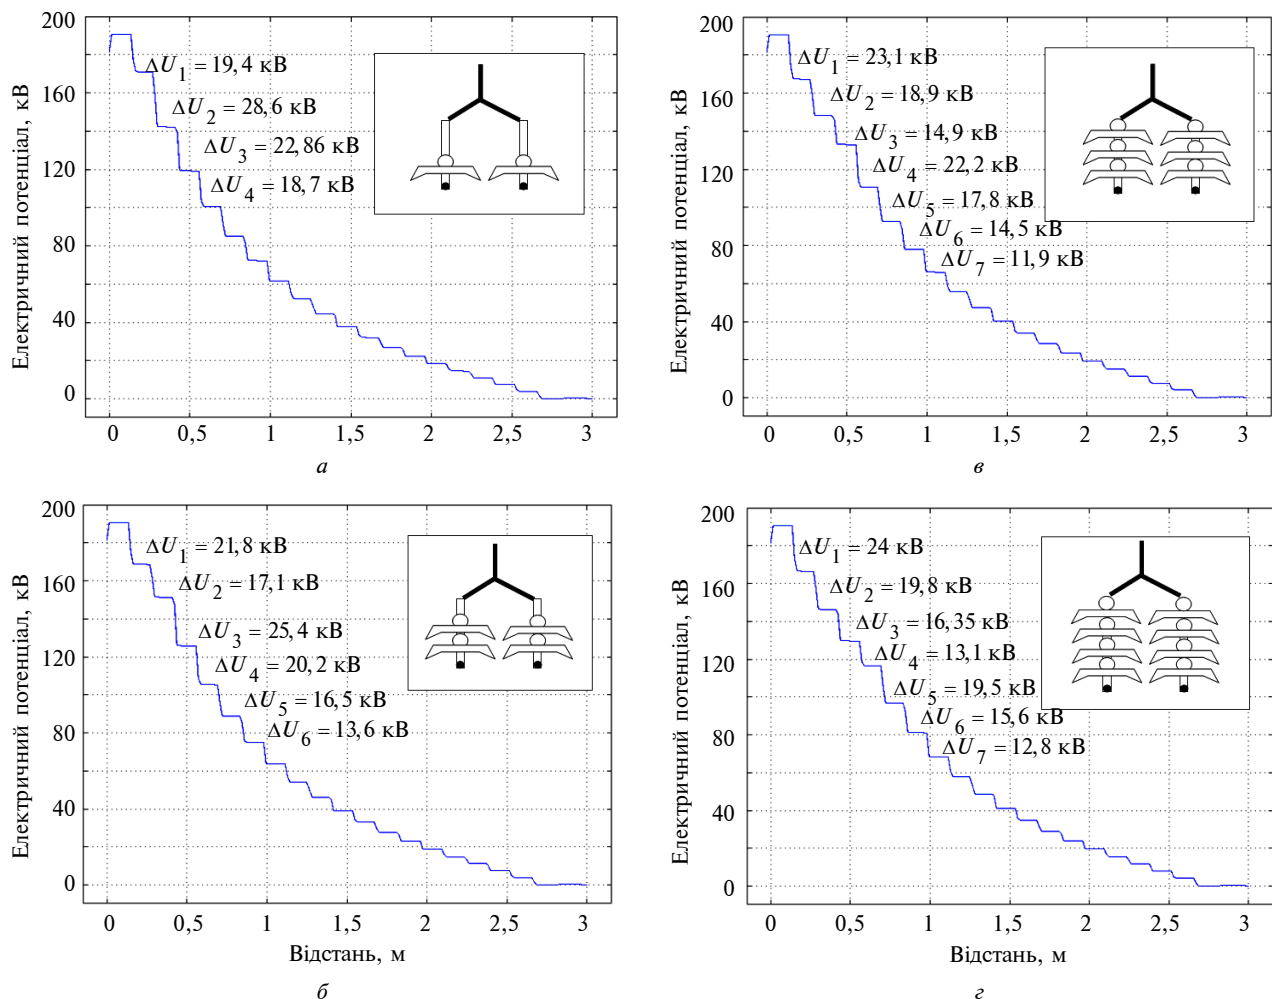 200
160
120
80
40
0
Електричний потенціал, кВ
ΔU1 = 19,4 кВ
ΔU2 = 28,6 кВ
ΔU3 = 22,86 кВ
ΔU4 = 18,7 кВ
0 0,5 1 1,5 2 2,5 3
а
200
160
120
80
40
0
Електричний потенціал, кВ
ΔU1 = 23,1 кВ
ΔU2 = 18,9 кВ
ΔU3 = 14,9 кВ
ΔU4 = 22,2 кВ
ΔU5 = 17,8 кВ
ΔU6 = 14,5 кВ
ΔU7 = 11,9 кВ
0 0,5 1 1,5 2 2,5 3
в
200
160
120
80
40
0
Електричний потенціал, кВ
ΔU1 = 21,8 кВ
ΔU2 = 17,1 кВ
ΔU3 = 25,4 кВ
ΔU4 = 20,2 кВ
ΔU5 = 16,5 кВ
ΔU6 = 13,6 кВ
0 0,5 1 1,5 2 2,5 3
Відстань, м
б
200
160
120
80
40
0
Електричний потенціал, кВ
ΔU1 = 24 кВ
ΔU2 = 19,8 кВ
ΔU3 = 16,35 кВ
ΔU4 = 13,1 кВ
ΔU5 = 19,5 кВ
ΔU6 = 15,6 кВ
ΔU7 = 12,8 кВ
0 0,5 1 1,5 2 2,5 3
Відстань, м
г